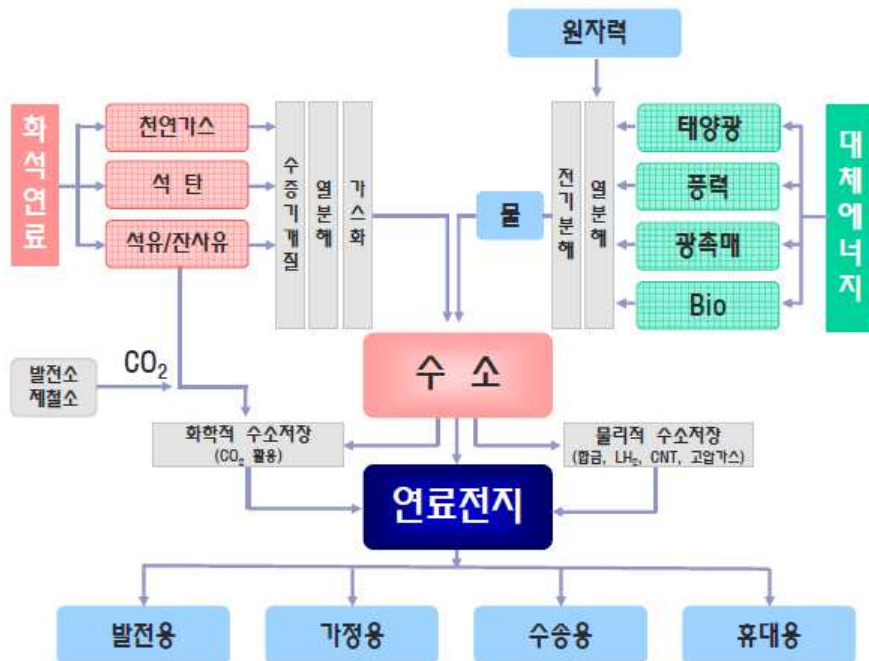 원자력
화석연료
천연가스
석 탄
석유/잔사유
수증기개질
열분해
가스화
물
전기분해
열분해
태양광
풍력
광촉매
Bio
대체에너지
수 소
발전소
제철소
CO₂
화학적 수소저장
(CO₂ 활용)
물리적 수소저장
(합금, LH₂, CNT, 고압가스)
연료전지
발전용
가정용
수송용
휴대용